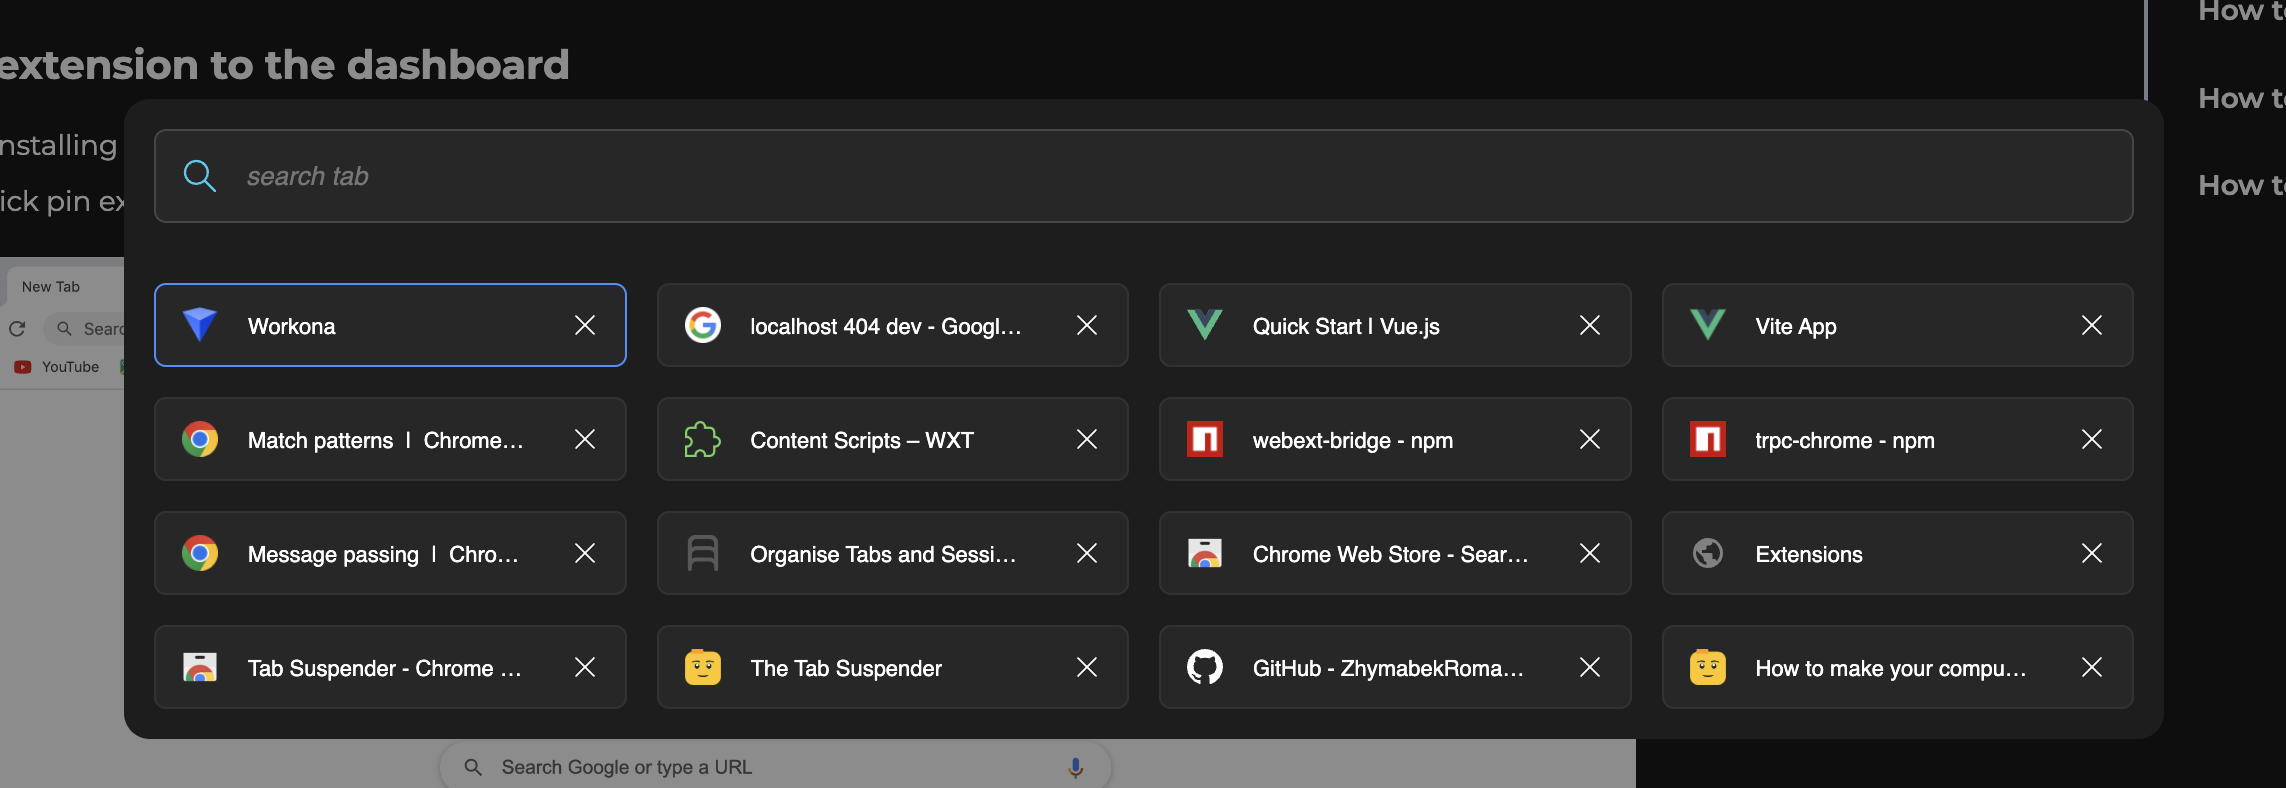 How t
extension to the dashboard
How t
nstalling
search tab
ick pin ex
How t
New Tab
Sear
YouTube
Workona
localhost 404 dev - Googl...
Quick Start | Vue.js
Vite App
Match patterns | Chrome...
Content Scripts – WXT
webext-bridge - npm
trpc-chrome - npm
Message passing | Chro...
Organise Tabs and Sessi...
Chrome Web Store - Sear...
Extensions
Tab Suspender - Chrome ...
The Tab Suspender
GitHub - ZhymabekRoma...
How to make your compu...
Search Google or type a URL